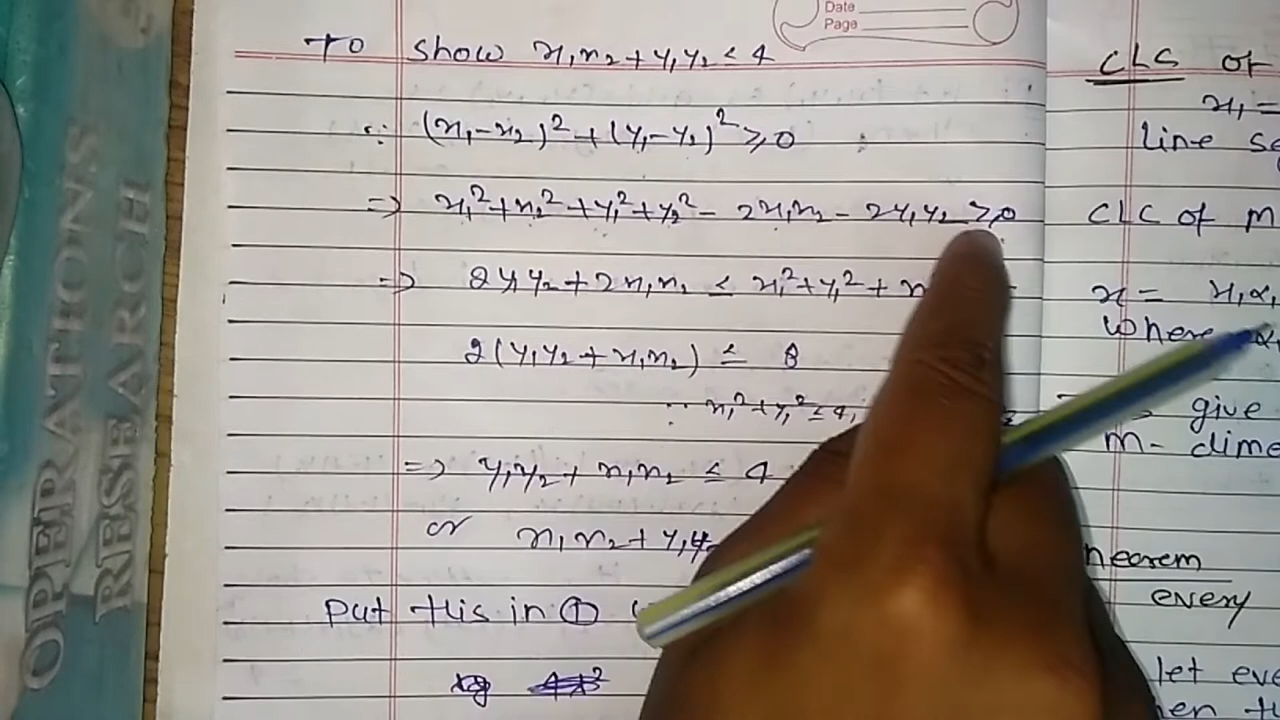 OPERATIONS
RESEARCH
Date
Page
To show x₁x₂ + y₁y₂ ≤ 4
∵ (x₁-x₂)² + (y₁-y₂)² ≥ 0
⇒ x₁² + x₂² + y₁² + y₂² - 2x₁x₂ - 2y₁y₂ ≥ 0
⇒ 2y₁y₂ + 2x₁x₂ ≤ x₁² + y₁² +
2(y₁y₂ + x₁x₂) ≤ 8
∵ x₁² + y₁² ≤ 4,
⇒ y₁y₂ + x₁x₂ ≤ 4
or x₁x₂ + y₁y₂
Put this in ①
CLC of
x₁ =
line
CLC of m
x = x₁α₁
where
give
m- dime
neorem
every
let eve